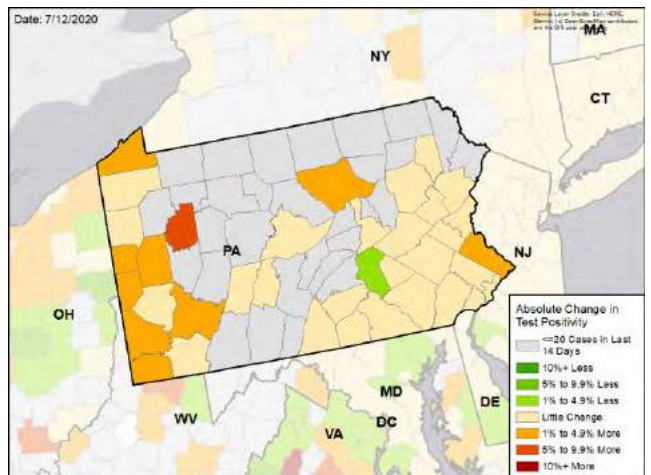 Date: 7/12/2020
MA
NY
CT
PA
NJ
OH
MD
DE
WV
DC
VA
Absolute Change in
Test Positivity
<=20 Cases in Last
14 Days
10%+ Less
5% to 9.9% Less
1% to 4.9% Less
Little Change
1% to 4.9% More
5% to 9.9% More
10%+ More